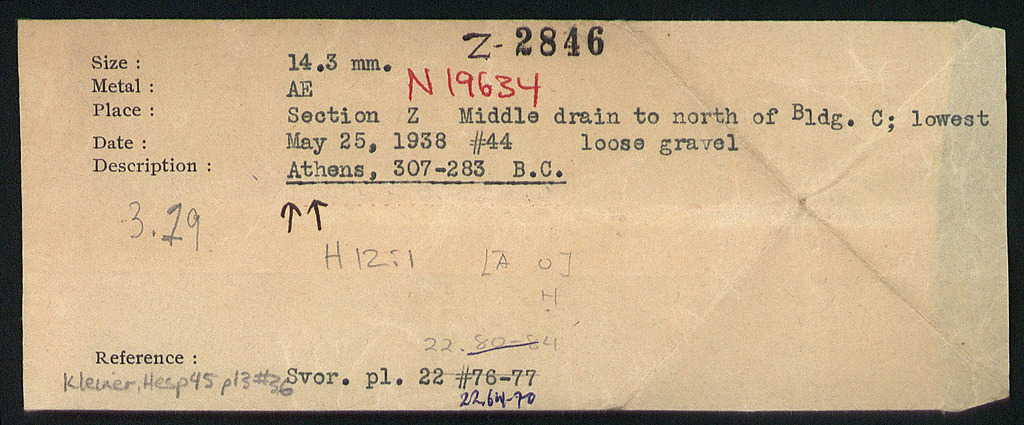 Z-2846
Size : 14.3 mm.
Metal : AE N 19634
Place : Section Z Middle drain to north of Bldg. C; lowest
Date : May 25, 1938 #44 loose gravel
Description : Athens, 307-283 B.C.
3.29 ↑↑
H 12:1 [A O]
H
22.80-84
Reference :
Kleiner, Hesp 45 p13 #36 Svor. pl. 22 #76-77
22.64-70